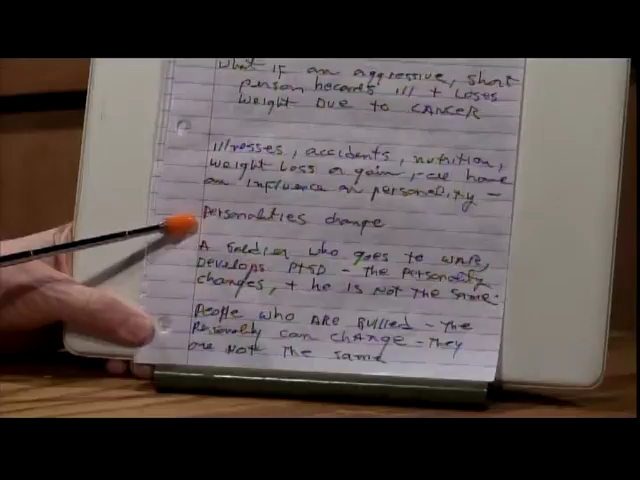 What if an aggressive, short
person becomes ill + Loses
weight Due to CANCER
illnesses, accidents, nutrition,
weight Loss or gain, all have
an influence on personality -
Personalties change
A Soldier who goes to WAR,
Develops PTSD - The Personality
changes, + he is Not The Same.
People who ARE BULLIED - The
Personalty can change - They
are Not The same